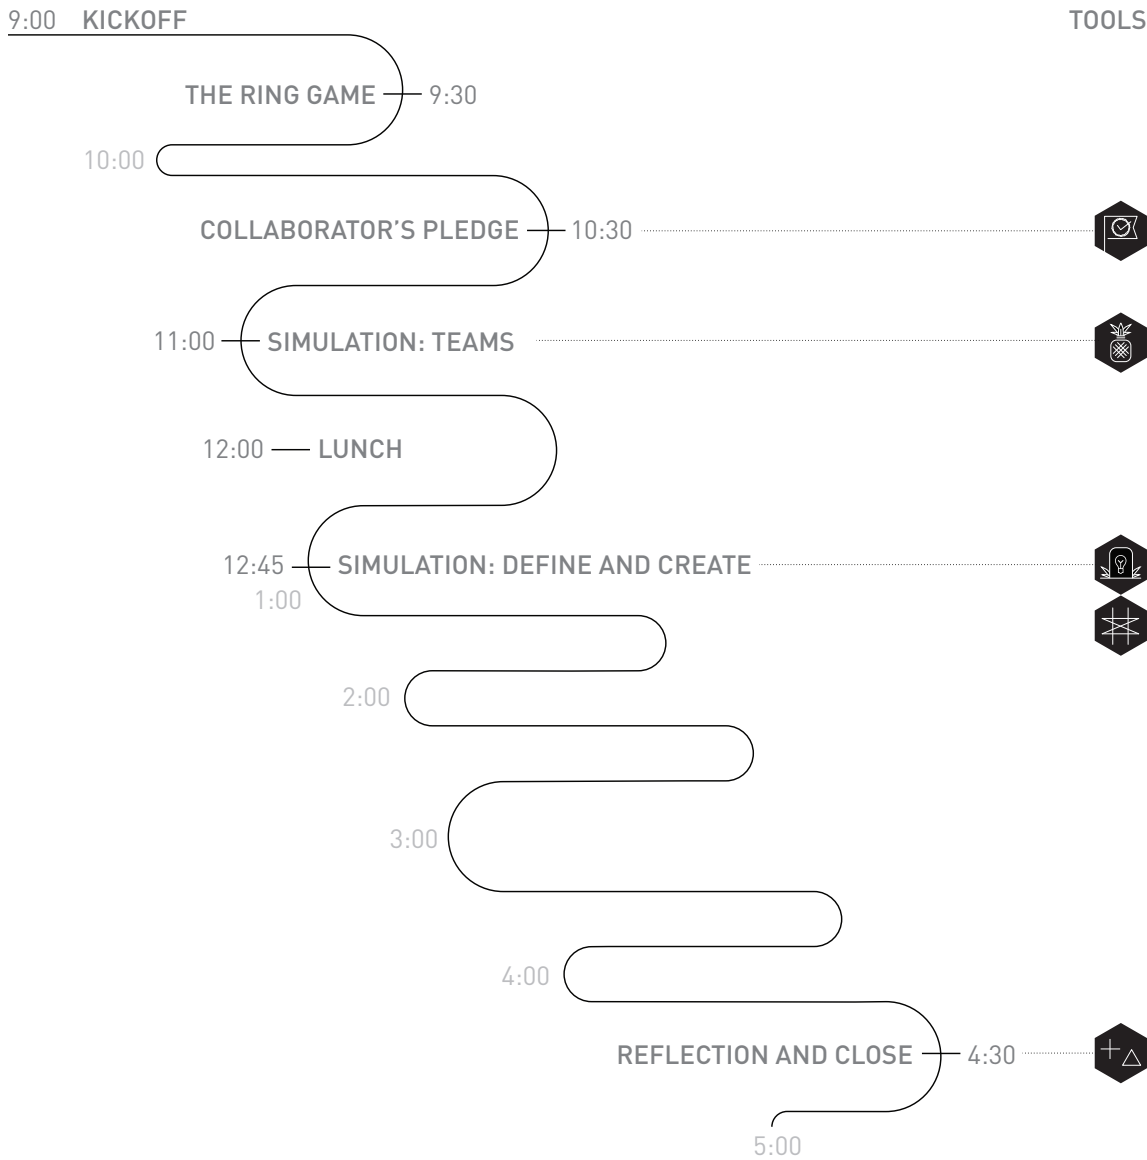 9:00 KICKOFF TOOLS
THE RING GAME 9:30
10:00
COLLABORATOR’S PLEDGE 10:30
11:00 SIMULATION: TEAMS
12:00 LUNCH
12:45 SIMULATION: DEFINE AND CREATE
1:00
2:00
3:00
4:00
REFLECTION AND CLOSE 4:30
5:00